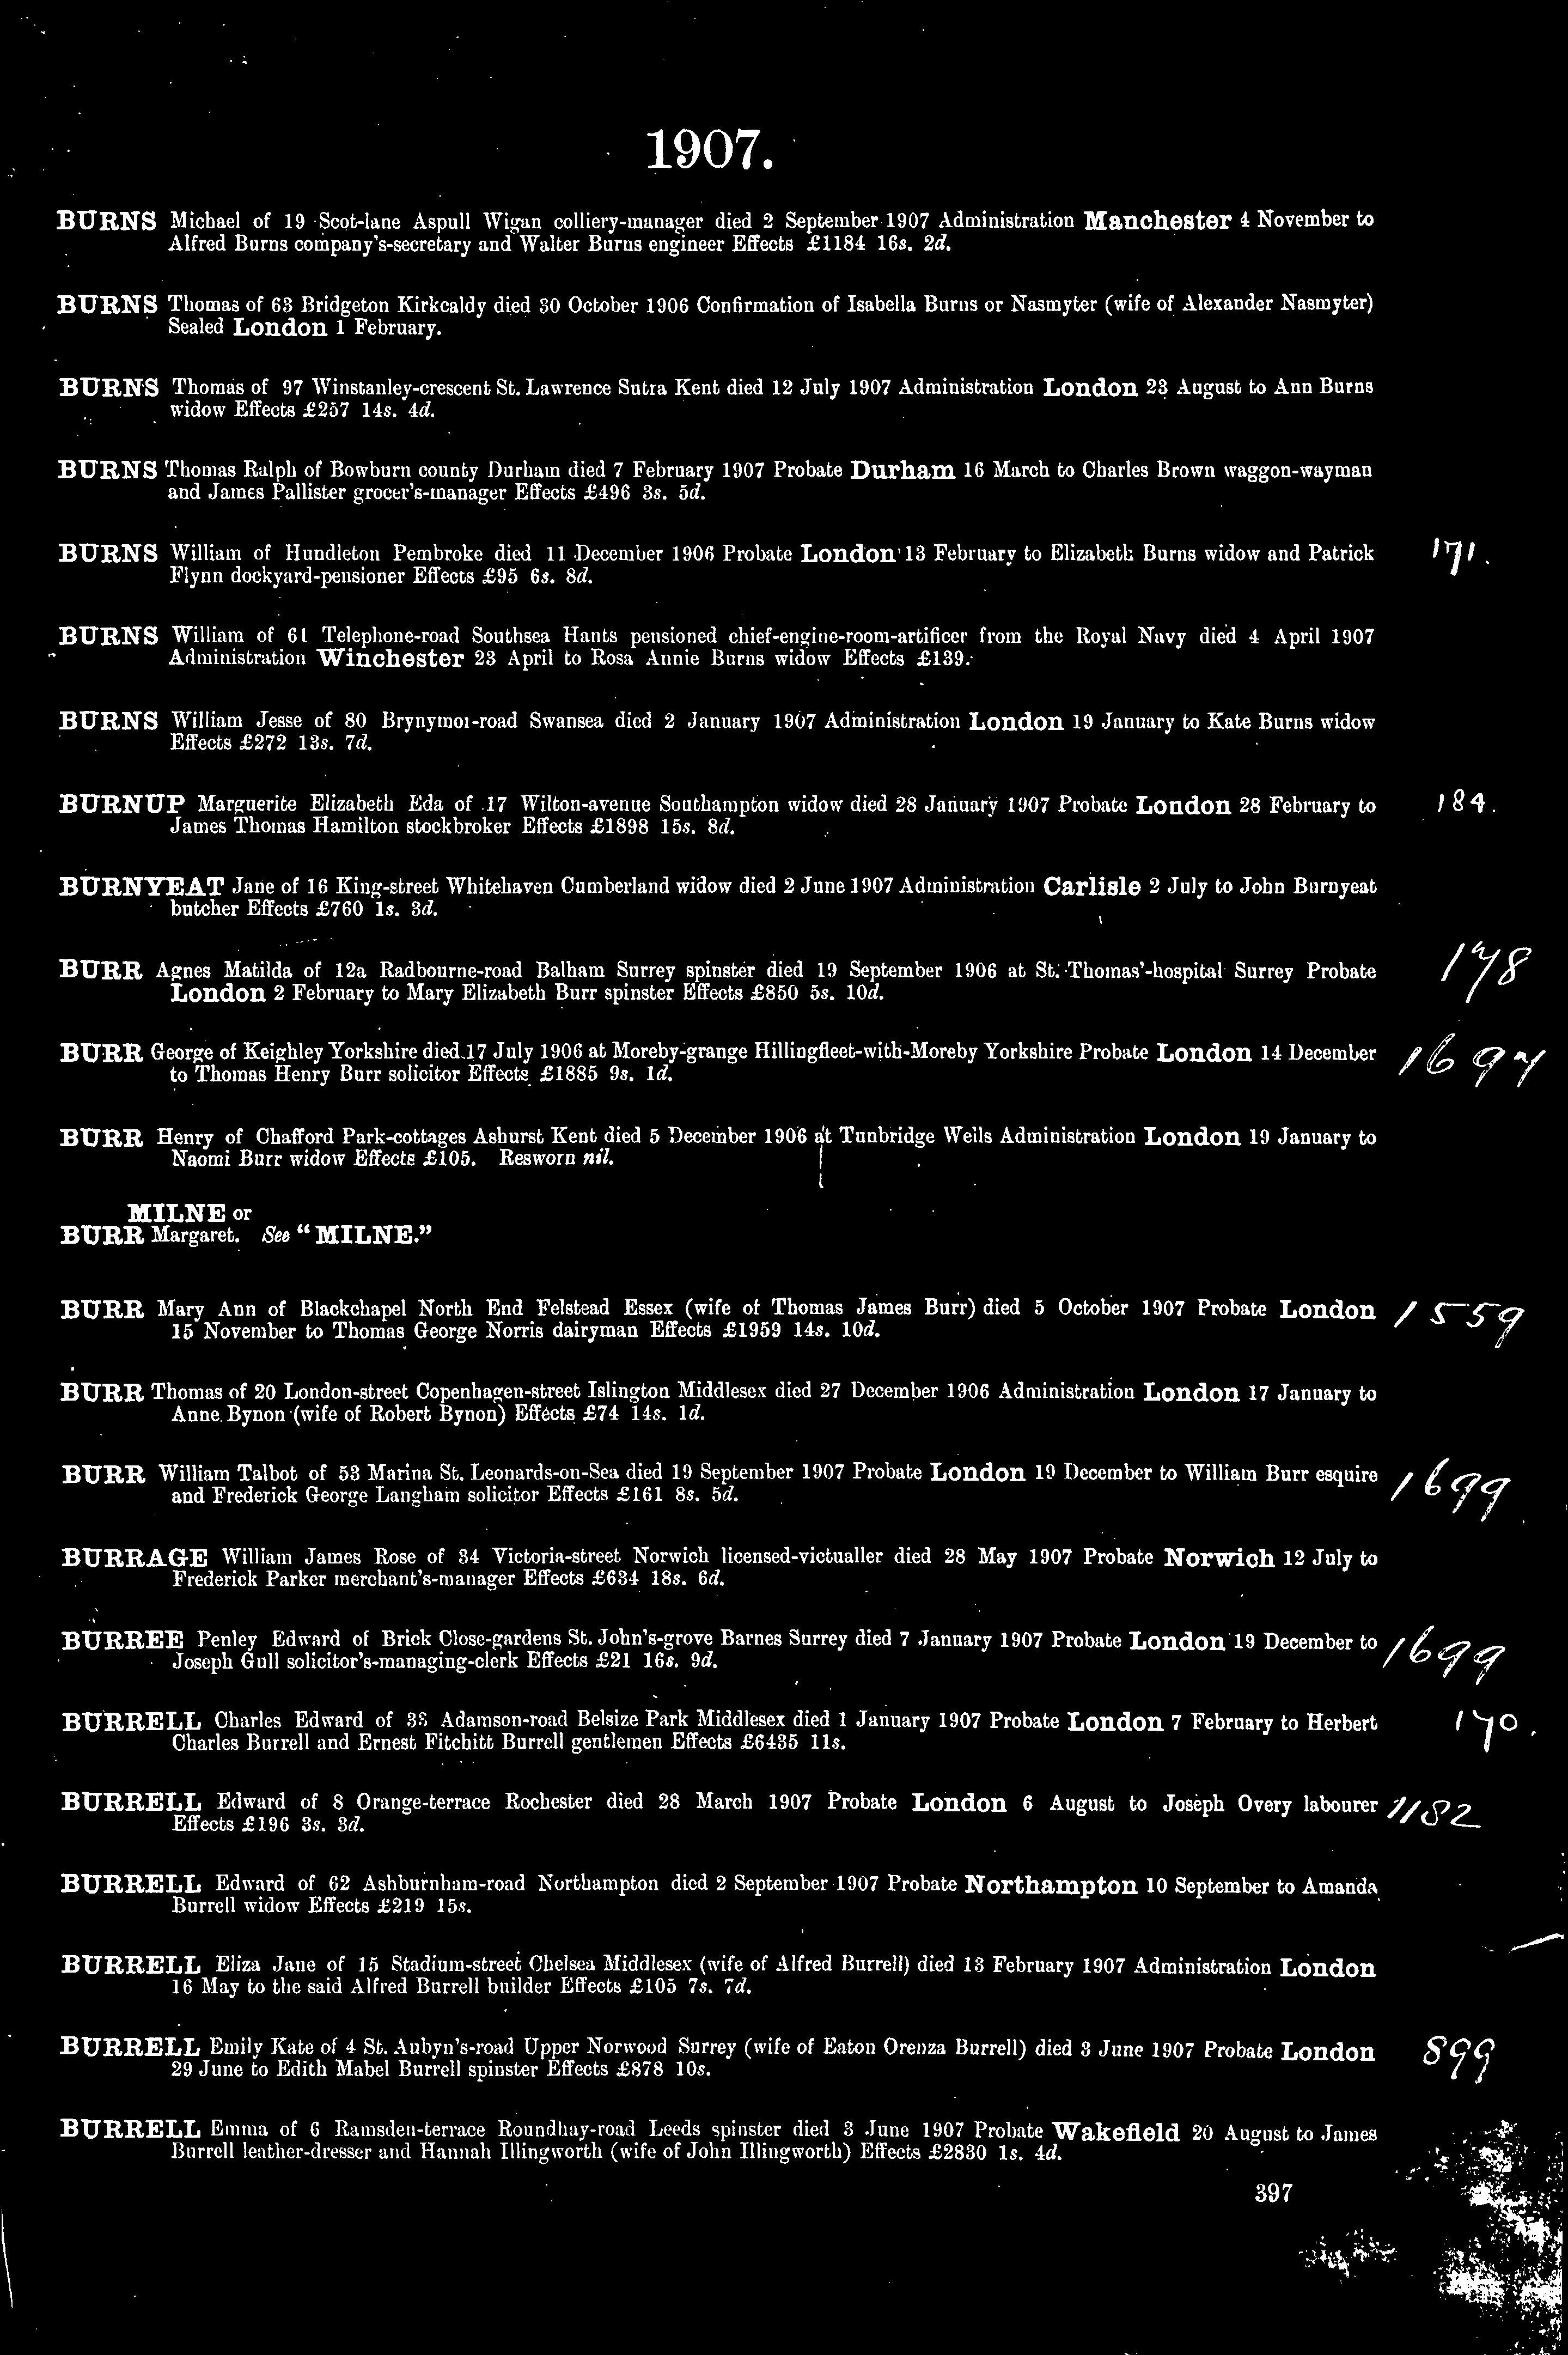 1907.
BURNS Michael of 19 Scot-lane Aspull Wigan colliery-manager died 2 September 1907 Administration Manchester 4 November to
Alfred Burns company's-secretary and Walter Burns engineer Effects £1184 16s. 2d.
BURNS Thomas of 63 Bridgeton Kirkcaldy died 30 October 1906 Confirmation of Isabella Burns or Nasmyter (wife of Alexander Nasmyter)
Sealed London 1 February.
BURNS Thomas of 97 Winstanley-crescent St. Lawrence Sutra Kent died 12 July 1907 Administration London 23 August to Ann Burns
widow Effects £257 14s. 4d.
BURNS Thomas Ralph of Bowburn county Durham died 7 February 1907 Probate Durham 16 March to Charles Brown waggon-wayman
and James Pallister grocer's-manager Effects £496 3s. 5d.
BURNS William of Hundleton Pembroke died 11 December 1906 Probate London 13 February to Elizabeth Burns widow and Patrick 171.
Flynn dockyard-pensioner Effects £95 6s. 8d.
BURNS William of 61 Telephone-road Southsea Hants pensioned chief-engine-room-artificer from the Royal Navy died 4 April 1907
Administration Winchester 23 April to Rosa Annie Burns widow Effects £139.
BURNS William Jesse of 80 Brynymor-road Swansea died 2 January 1907 Administration London 19 January to Kate Burns widow
Effects £272 13s. 7d.
BURNUP Marguerite Elizabeth Eda of 17 Wilton-avenue Southampton widow died 28 January 1907 Probate London 28 February to 184.
James Thomas Hamilton stockbroker Effects £1898 15s. 8d.
BURNYEAT Jane of 16 King-street Whitehaven Cumberland widow died 2 June 1907 Administration Carlisle 2 July to John Burnyeat
butcher Effects £760 1s. 3d.
BURR Agnes Matilda of 12a Radbourne-road Balham Surrey spinster died 19 September 1906 at St. Thomas'-hospital Surrey Probate 178
London 2 February to Mary Elizabeth Burr spinster Effects £850 5s. 10d.
BURR George of Keighley Yorkshire died 17 July 1906 at Moreby-grange Hillingfleet-with-Moreby Yorkshire Probate London 14 December 1697
to Thomas Henry Burr solicitor Effects £1885 9s. 1d.
BURR Henry of Chafford Park-cottages Ashurst Kent died 5 December 1906 at Tunbridge Wells Administration London 19 January to
Naomi Burr widow Effects £105. Resworn nil.
MILNE or
BURR Margaret. See "MILNE."
BURR Mary Ann of Blackchapel North End Felstead Essex (wife of Thomas James Burr) died 5 October 1907 Probate London 1559
15 November to Thomas George Norris dairyman Effects £1959 14s. 10d.
BURR Thomas of 20 London-street Copenhagen-street Islington Middlesex died 27 December 1906 Administration London 17 January to
Anne Bynon (wife of Robert Bynon) Effects £74 14s. 1d.
BURR William Talbot of 53 Marina St. Leonards-on-Sea died 19 September 1907 Probate London 19 December to William Burr esquire 1699
and Frederick George Langham solicitor Effects £161 8s. 5d.
BURRAGE William James Rose of 34 Victoria-street Norwich licensed-victualler died 28 May 1907 Probate Norwich 12 July to
Frederick Parker merchant's-manager Effects £634 18s. 6d.
BURREE Penley Edward of Brick Close-gardens St. John's-grove Barnes Surrey died 7 January 1907 Probate London 19 December to 1699
Joseph Gull solicitor's-managing-clerk Effects £21 16s. 9d.
BURRELL Charles Edward of 33 Adamson-road Belsize Park Middlesex died 1 January 1907 Probate London 7 February to Herbert 170.
Charles Burrell and Ernest Fitchitt Burrell gentlemen Effects £6435 11s.
BURRELL Edward of 8 Orange-terrace Rochester died 28 March 1907 Probate London 6 August to Joseph Overy labourer 1182
Effects £196 3s. 3d.
BURRELL Edward of 62 Ashburnham-road Northampton died 2 September 1907 Probate Northampton 10 September to Amanda
Burrell widow Effects £219 15s.
BURRELL Eliza Jane of 15 Stadium-street Chelsea Middlesex (wife of Alfred Burrell) died 13 February 1907 Administration London
16 May to the said Alfred Burrell builder Effects £105 7s. 7d.
BURRELL Emily Kate of 4 St. Aubyn's-road Upper Norwood Surrey (wife of Eaton Orenza Burrell) died 3 June 1907 Probate London 899
29 June to Edith Mabel Burrell spinster Effects £878 10s.
BURRELL Emma of 6 Ramsden-terrace Roundhay-road Leeds spinster died 3 June 1907 Probate Wakefield 20 August to James
Burrell leather-dresser and Hannah Illingworth (wife of John Illingworth) Effects £2830 1s. 4d.
397